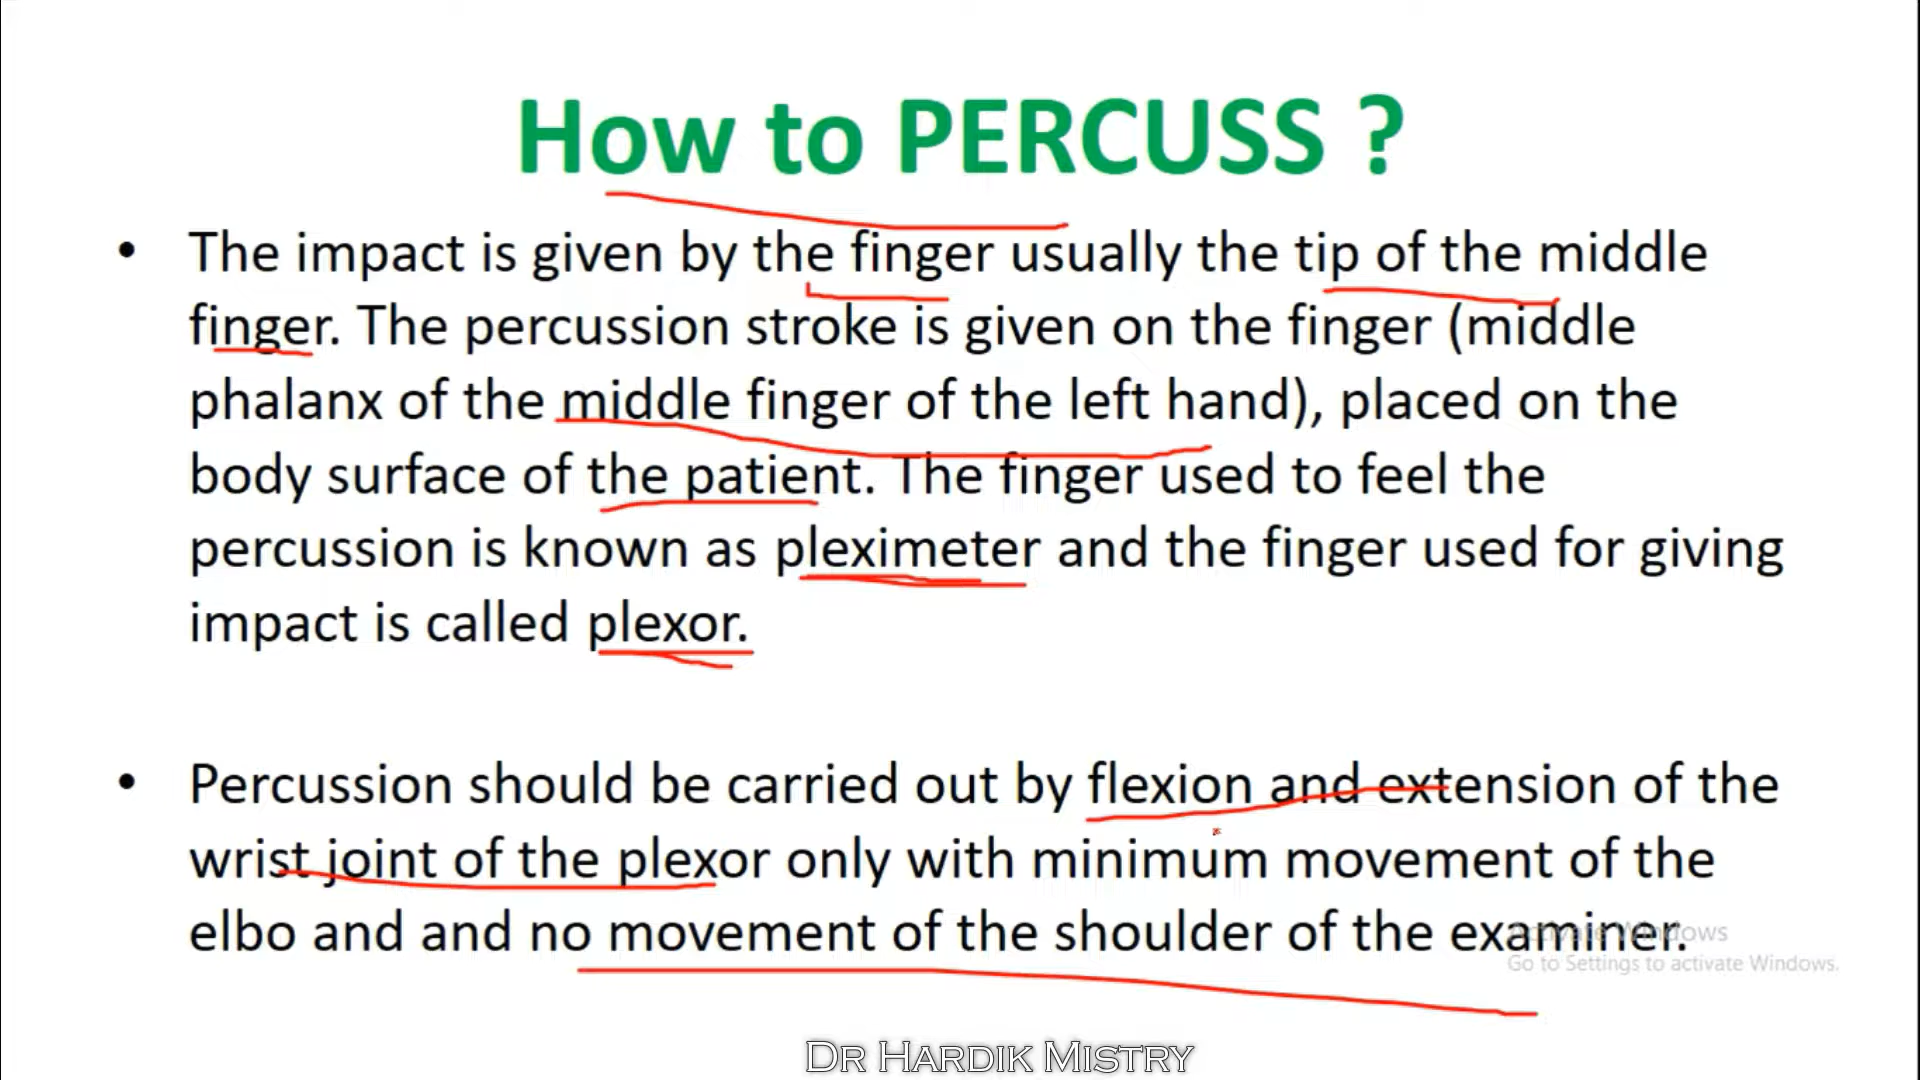 How to PERCUSS ?
• The impact is given by the finger usually the tip of the middle
finger. The percussion stroke is given on the finger (middle
phalanx of the middle finger of the left hand), placed on the
body surface of the patient. The finger used to feel the
percussion is known as pleximeter and the finger used for giving
impact is called plexor.
• Percussion should be carried out by flexion and extension of the
wrist joint of the plexor only with minimum movement of the
elbo and and no movement of the shoulder of the examiner.
Activate Windows
Go to Settings to activate Windows.
DR HARDIK MISTRY